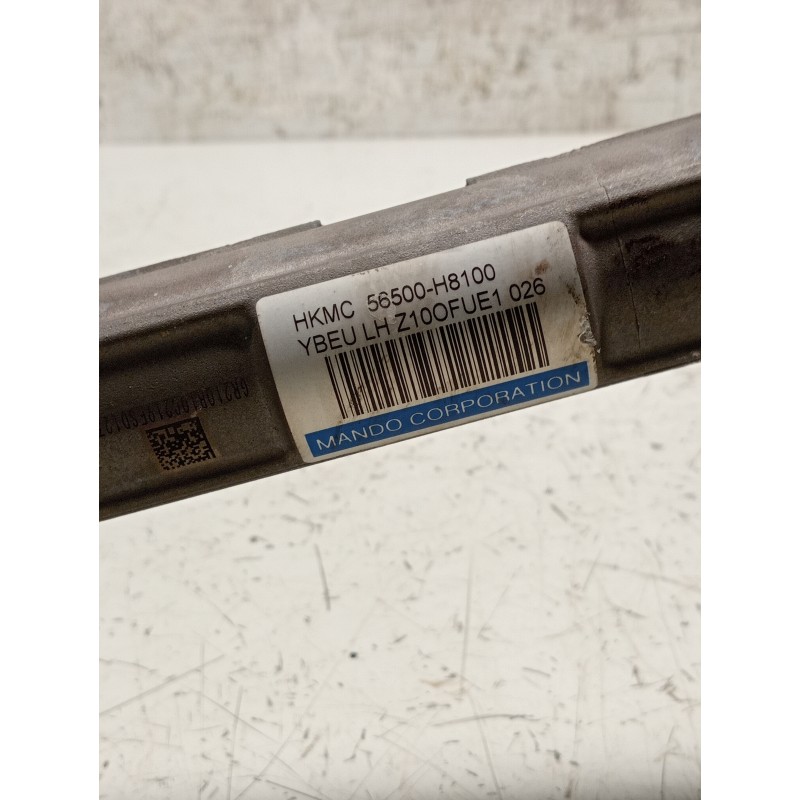 HKMC 56500-H8100
YBEU LH Z10OFUE1 026
MANDO CORPORATION